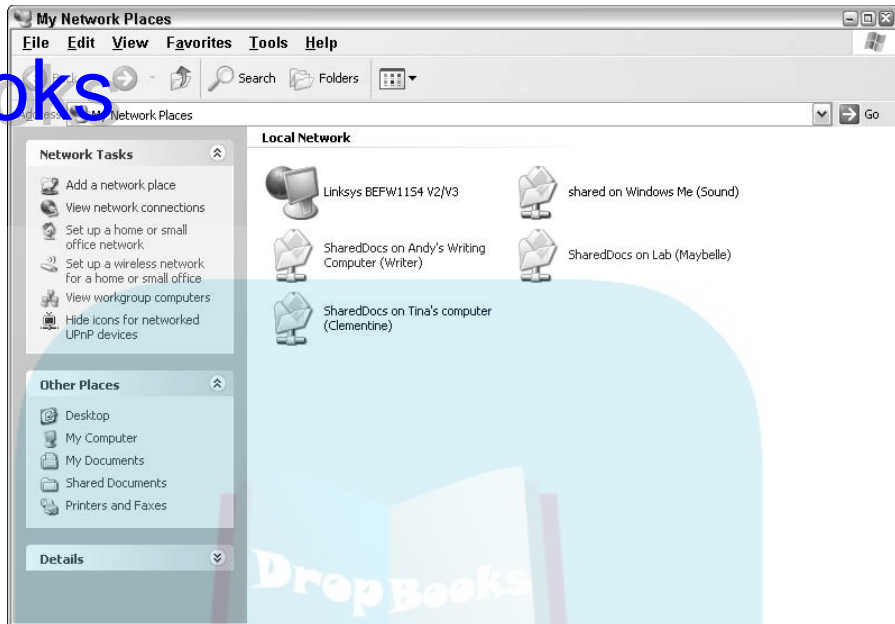 My Network Places
File Edit View Favorites Tools Help
Back Search Folders
oks
Address My Network Places Go
Network Tasks
Add a network place
View network connections
Set up a home or small
office network
Set up a wireless network
for a home or small office
View workgroup computers
Hide icons for networked
UPnP devices
Other Places
Desktop
My Computer
My Documents
Shared Documents
Printers and Faxes
Details
Local Network
Linksys BEFW11S4 V2/V3
shared on Windows Me (Sound)
SharedDocs on Andy's Writing
Computer (Writer)
SharedDocs on Lab (Maybelle)
SharedDocs on Tina's computer
(Clementine)
DropBooks